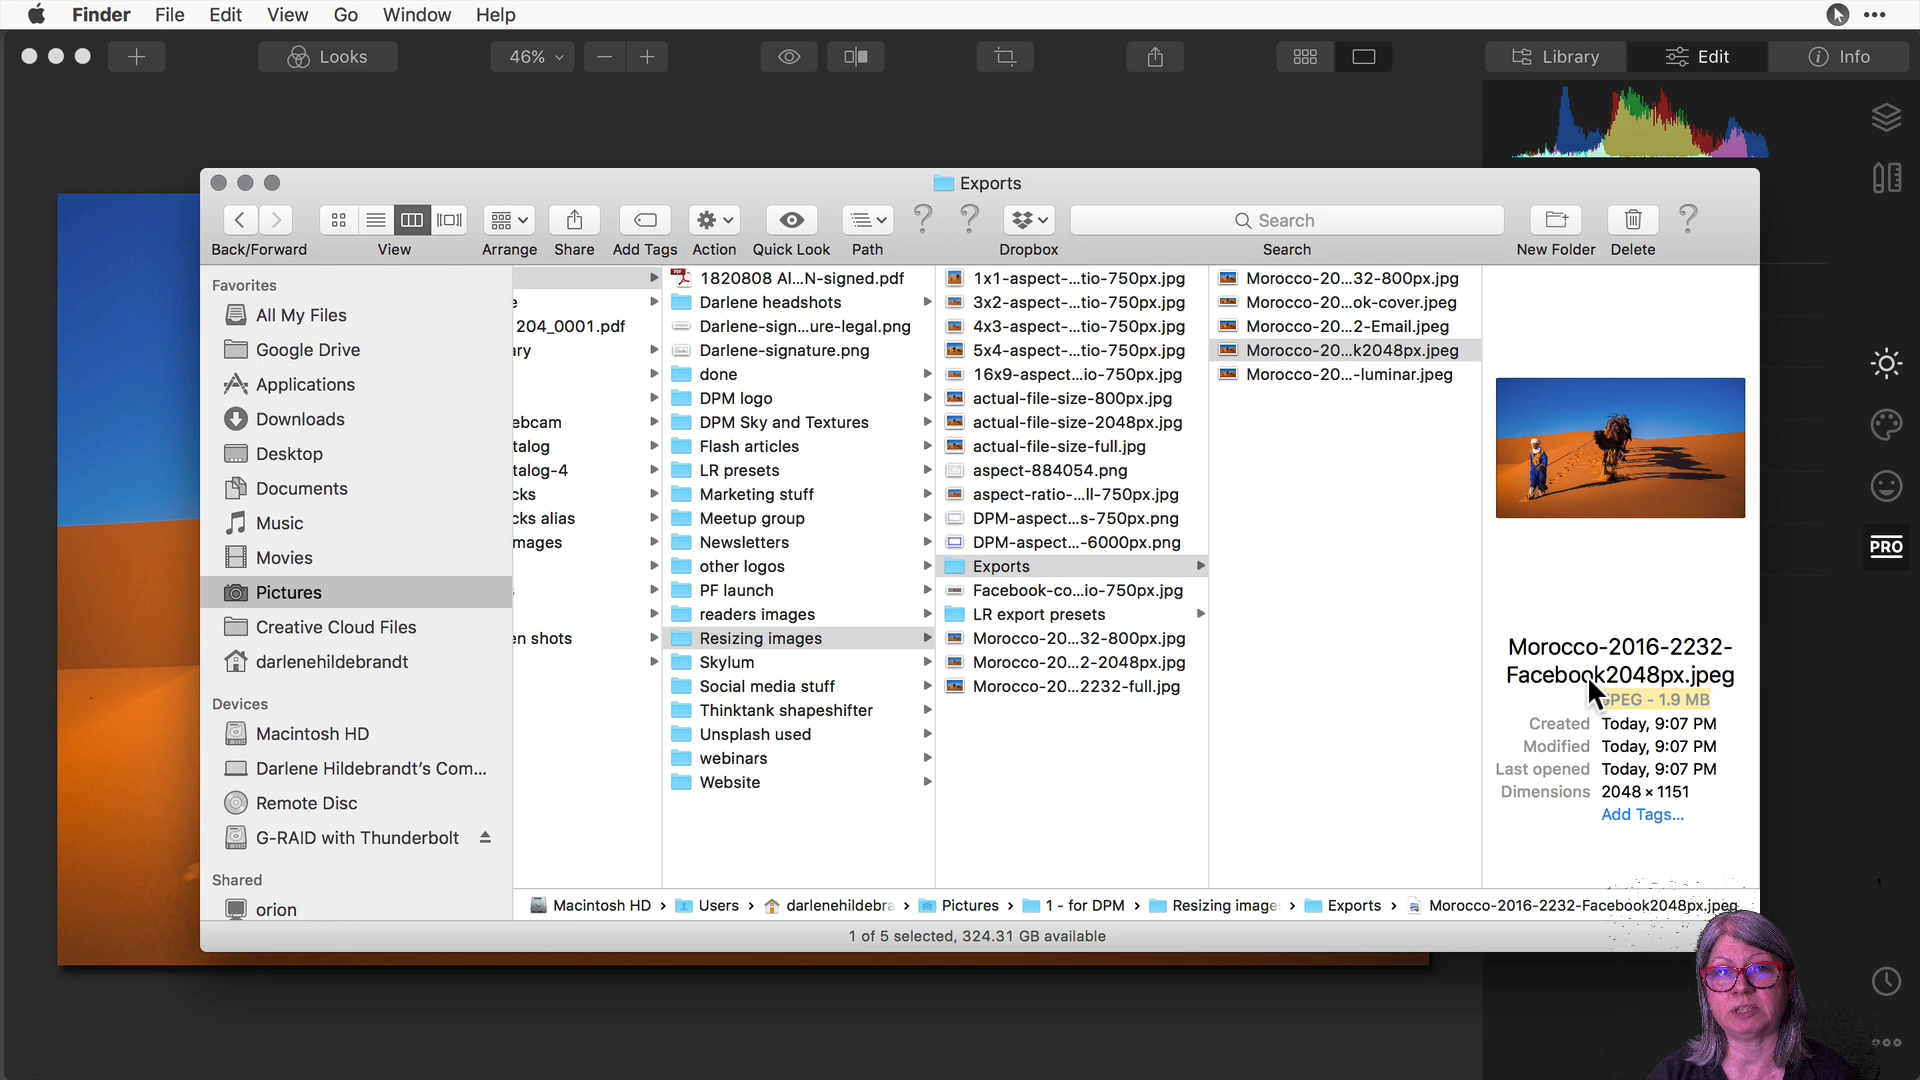 Finder File Edit View Go Window Help
Looks 46% Library Edit Info
Exports
Search
Back/Forward View Arrange Share Add Tags Action Quick Look Path Dropbox Search New Folder Delete
Favorites
All My Files
Google Drive
Applications
Downloads
Desktop
Documents
Music
Movies
Pictures
Creative Cloud Files
darlenehildebrandt
Devices
Macintosh HD
Darlene Hildebrandt's Com...
Remote Disc
G-RAID with Thunderbolt
Shared
orion
e
204_0001.pdf
ary
ebcam
talog
talog-4
cks
cks alias
mages
en shots
1820808 Al...N-signed.pdf
Darlene headshots
Darlene-sign...ure-legal.png
Darlene-signature.png
done
DPM logo
DPM Sky and Textures
Flash articles
LR presets
Marketing stuff
Meetup group
Newsletters
other logos
PF launch
readers images
Resizing images
Skylum
Social media stuff
Thinktank shapeshifter
Unsplash used
webinars
Website
1x1-aspect-...tio-750px.jpg
3x2-aspect-...tio-750px.jpg
4x3-aspect-...tio-750px.jpg
5x4-aspect-...tio-750px.jpg
16x9-aspect...io-750px.jpg
actual-file-size-800px.jpg
actual-file-size-2048px.jpg
actual-file-size-full.jpg
aspect-884054.png
aspect-ratio-...ll-750px.jpg
DPM-aspect...s-750px.png
DPM-aspect...-6000px.png
Exports
Facebook-co...io-750px.jpg
LR export presets
Morocco-20...32-800px.jpg
Morocco-20...2-2048px.jpg
Morocco-20...2232-full.jpg
Morocco-20...32-800px.jpg
Morocco-20...ok-cover.jpeg
Morocco-20...2-Email.jpeg
Morocco-20...k2048px.jpeg
Morocco-20...-luminar.jpeg
Morocco-2016-2232-
Facebook2048px.jpeg
PEG - 1.9 MB
Created Today, 9:07 PM
Modified Today, 9:07 PM
Last opened Today, 9:07 PM
Dimensions 2048 × 1151
Add Tags...
PRO
Macintosh HD › Users › darlenehildebra › Pictures › 1 - for DPM › Resizing image › Exports › Morocco-2016-2232-Facebook2048px.jpeg
1 of 5 selected, 324.31 GB available